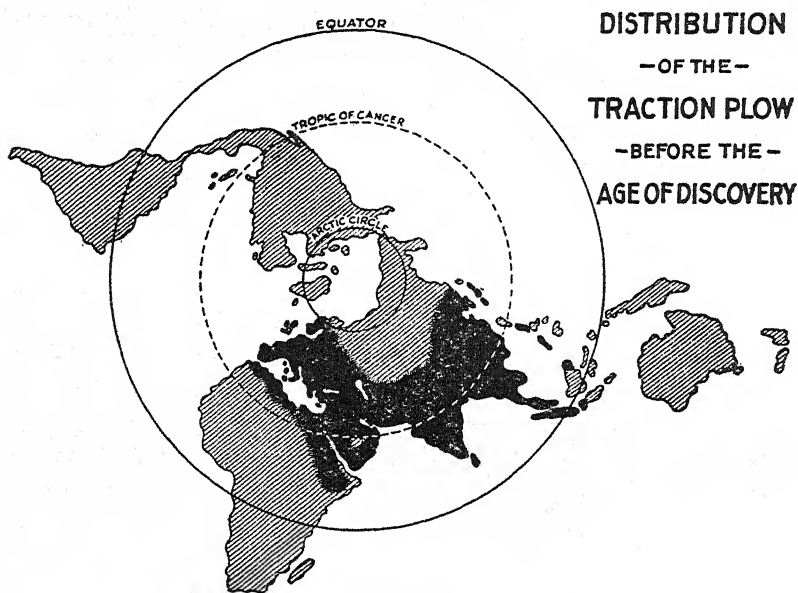 DISTRIBUTION
—OF THE—
TRACTION PLOW
—BEFORE THE—
AGE OF DISCOVERY
EQUATOR
TROPIC OF CANCER
ARCTIC CIRCLE